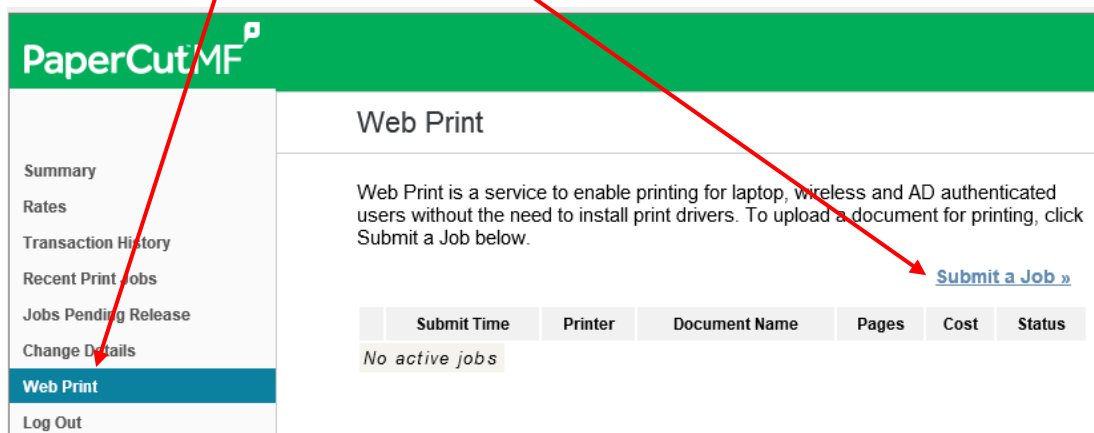 PaperCut MF
Web Print
Summary
Rates
Transaction History
Recent Print Jobs
Jobs Pending Release
Change Details
Web Print
Log Out
Web Print is a service to enable printing for laptop, wireless and AD authenticated
users without the need to install print drivers. To upload a document for printing, click
Submit a Job below.
Submit a Job »
Submit Time Printer Document Name Pages Cost Status
No active jobs